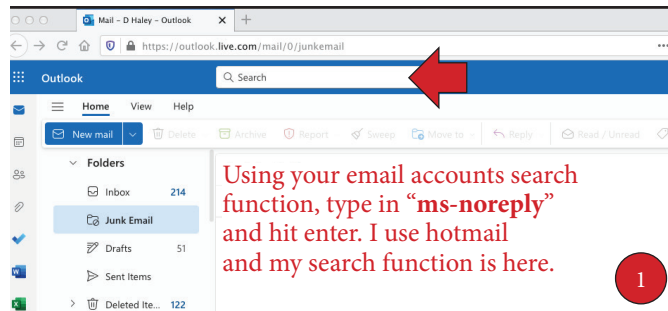 Mail – D Haley – Outlook
https://outlook.live.com/mail/0/junkemail
Outlook
Search
Home View Help
New mail Delete Archive Report Sweep Move to Reply Read / Unread
Folders
Inbox 214
Junk Email
Drafts 51
Sent Items
Deleted Ite... 122
Using your email accounts search
function, type in “ms-noreply”
and hit enter. I use hotmail
and my search function is here.
1